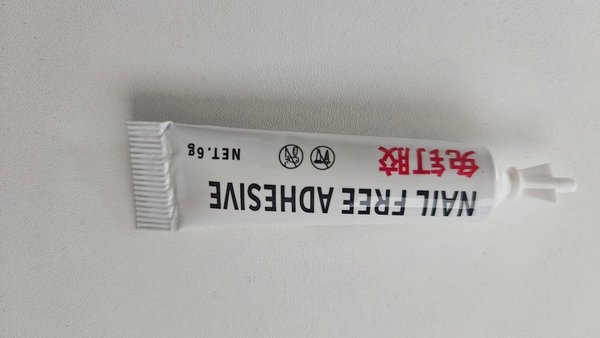 NAIL FREE ADHESIVE
免钉胶
NET.6g